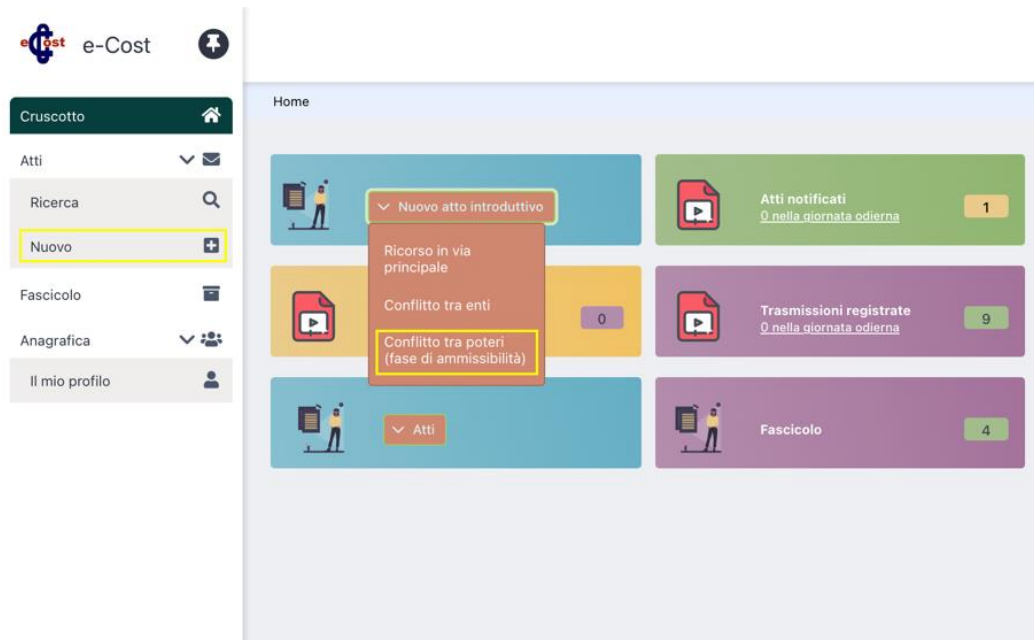 eCost e-Cost
Cruscotto
Atti
Ricerca
Nuovo
Fascicolo
Anagrafica
Il mio profilo
Home
Nuovo atto introduttivo
Ricorso in via
principale
Conflitto tra enti
Conflitto tra poteri
(fase di ammissibilità)
Atti notificati
0 nella giornata odierna
1
0
Trasmissioni registrate
0 nella giornata odierna
9
Atti
Fascicolo
4